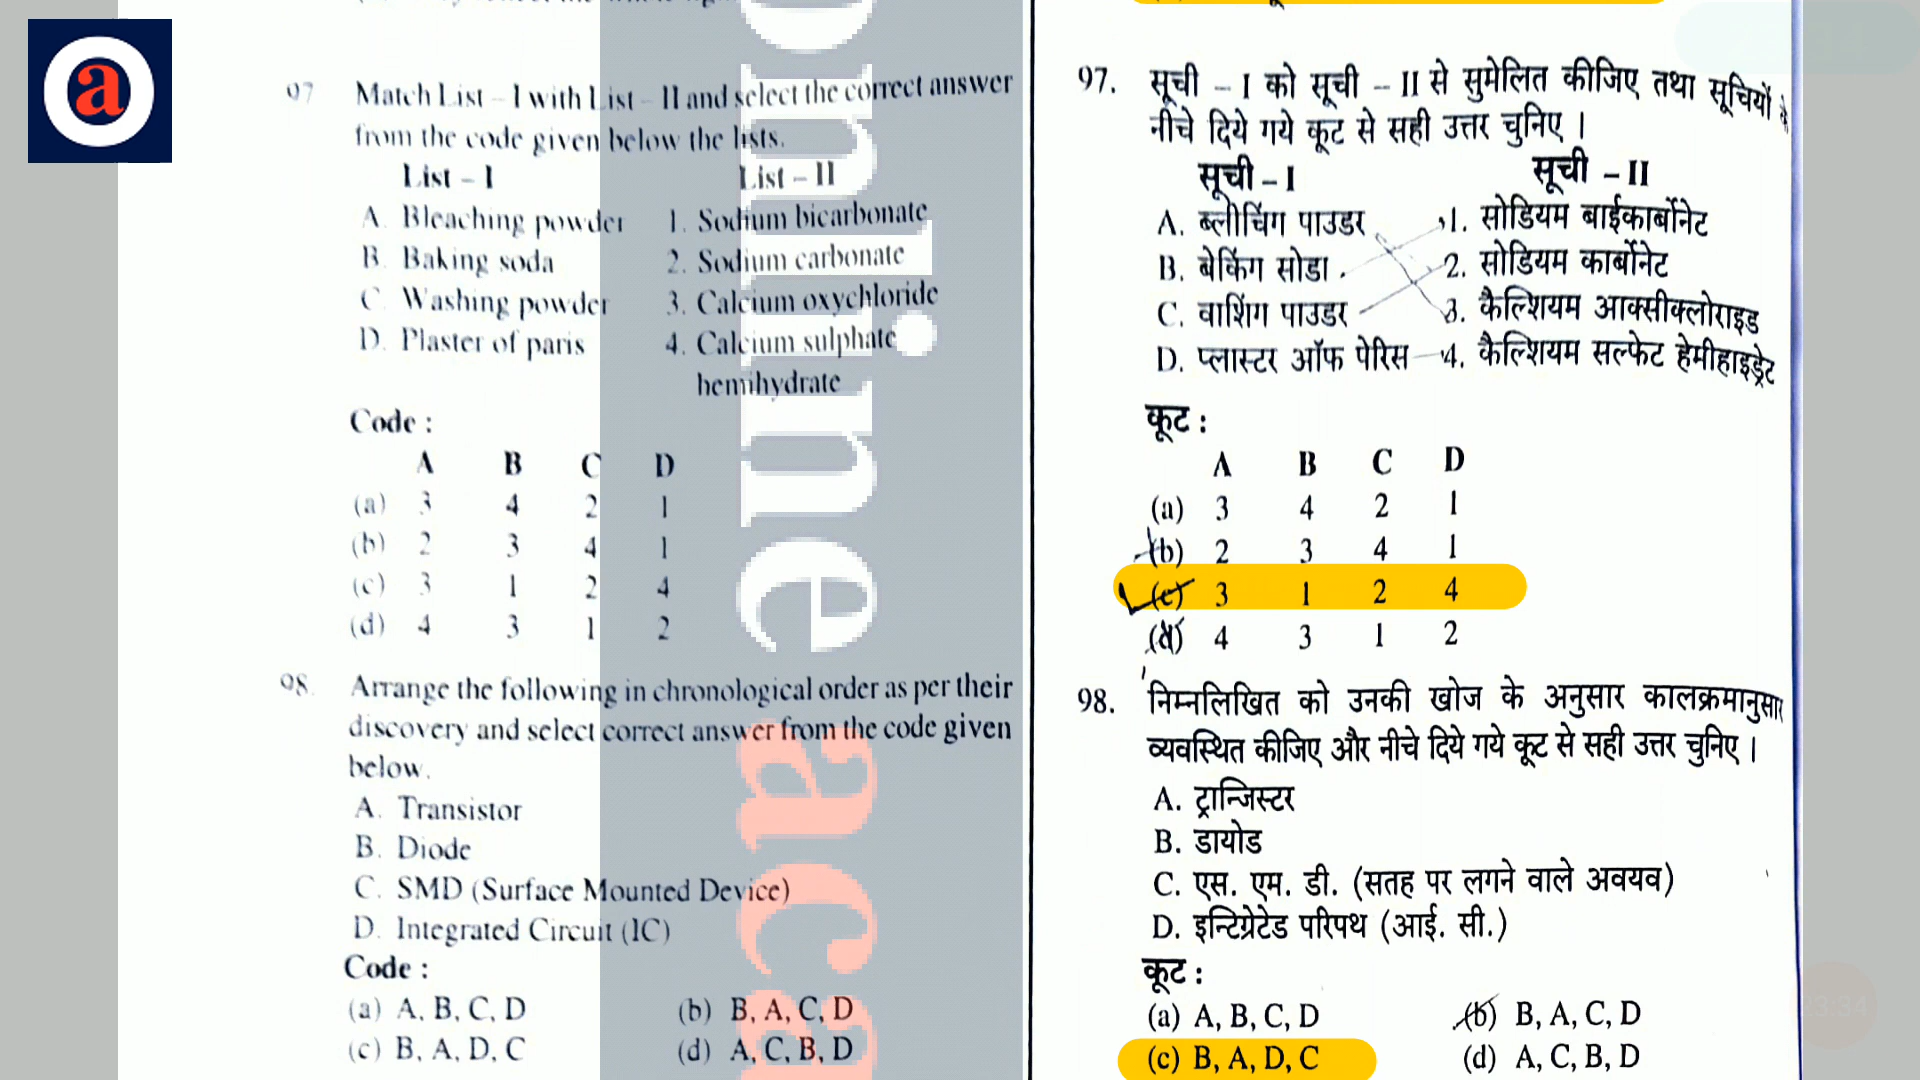 a
97 Match List – I with List – II and select the correct answer
from the code given below the lists.
List – I List – II
A. Bleaching powder 1. Sodium bicarbonate
B. Baking soda 2. Sodium carbonate
C. Washing powder 3. Calcium oxychloride
D. Plaster of paris 4. Calcium sulphate
hemihydrate
Code :
A B C D
(a) 3 4 2 1
(b) 2 3 4 1
(c) 3 1 2 4
(d) 4 3 1 2
98. Arrange the following in chronological order as per their
discovery and select correct answer from the code given
below.
A. Transistor
B. Diode
C. SMD (Surface Mounted Device)
D. Integrated Circuit (IC)
Code :
(a) A, B, C, D (b) B, A, C, D
(c) B, A, D, C (d) A, C, B, D
97. सूची – I को सूची – II से सुमेलित कीजिए तथा सूचियों के
नीचे दिये गये कूट से सही उत्तर चुनिए ।
सूची – I सूची – II
A. ब्लीचिंग पाउडर 1. सोडियम बाईकार्बोनेट
B. बेकिंग सोडा 2. सोडियम कार्बोनेट
C. वाशिंग पाउडर 3. कैल्शियम आक्सीक्लोराइड
D. प्लास्टर ऑफ पेरिस 4. कैल्शियम सल्फेट हेमीहाइड्रेट
कूट :
A B C D
(a) 3 4 2 1
(b) 2 3 4 1
(c) 3 1 2 4
(d) 4 3 1 2
98. निम्नलिखित को उनकी खोज के अनुसार कालक्रमानुसार
व्यवस्थित कीजिए और नीचे दिये गये कूट से सही उत्तर चुनिए ।
A. ट्रान्जिस्टर
B. डायोड
C. एस. एम. डी. (सतह पर लगने वाले अवयव)
D. इन्टिग्रेटेड परिपथ (आई. सी.)
कूट :
(a) A, B, C, D (b) B, A, C, D
(c) B, A, D, C (d) A, C, B, D
online
aca
23:34